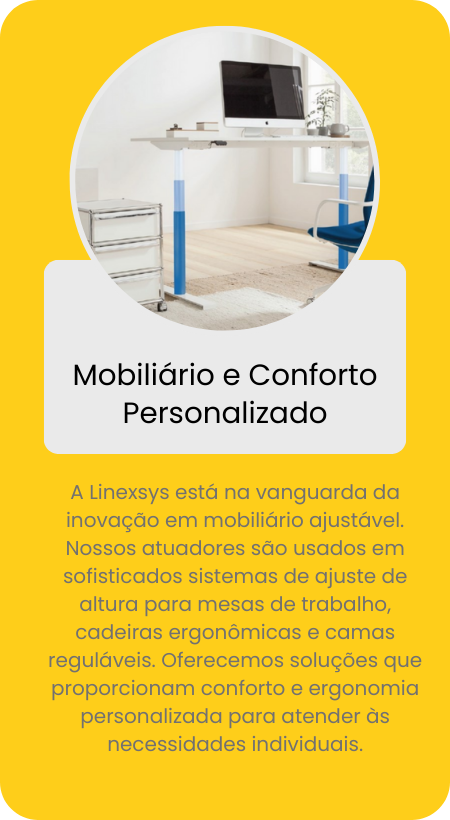 Mobiliário e Conforto
Personalizado
A Linexsys está na vanguarda da
inovação em mobiliário ajustável.
Nossos atuadores são usados em
sofisticados sistemas de ajuste de
altura para mesas de trabalho,
cadeiras ergonômicas e camas
reguláveis. Oferecemos soluções que
proporcionam conforto e ergonomia
personalizada para atender às
necessidades individuais.